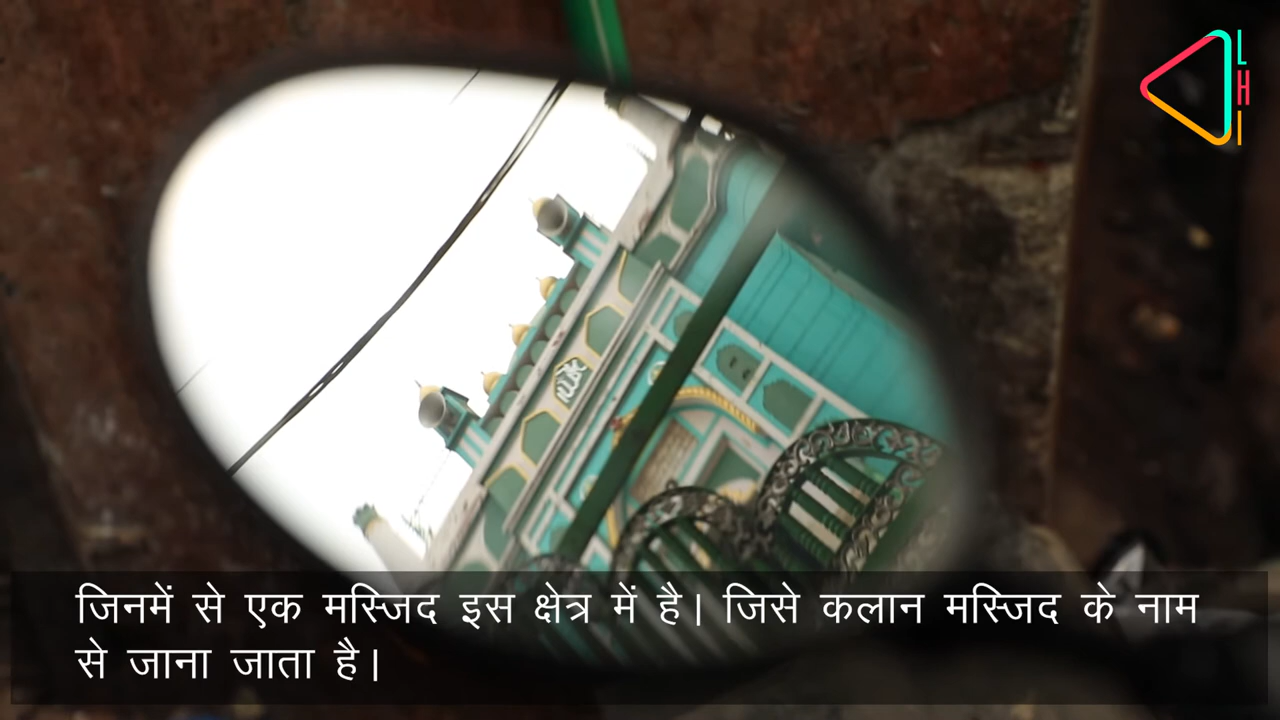 LHI
जिनमें से एक मस्जिद इस क्षेत्र में है। जिसे कलान मस्जिद के नाम
से जाना जाता है।